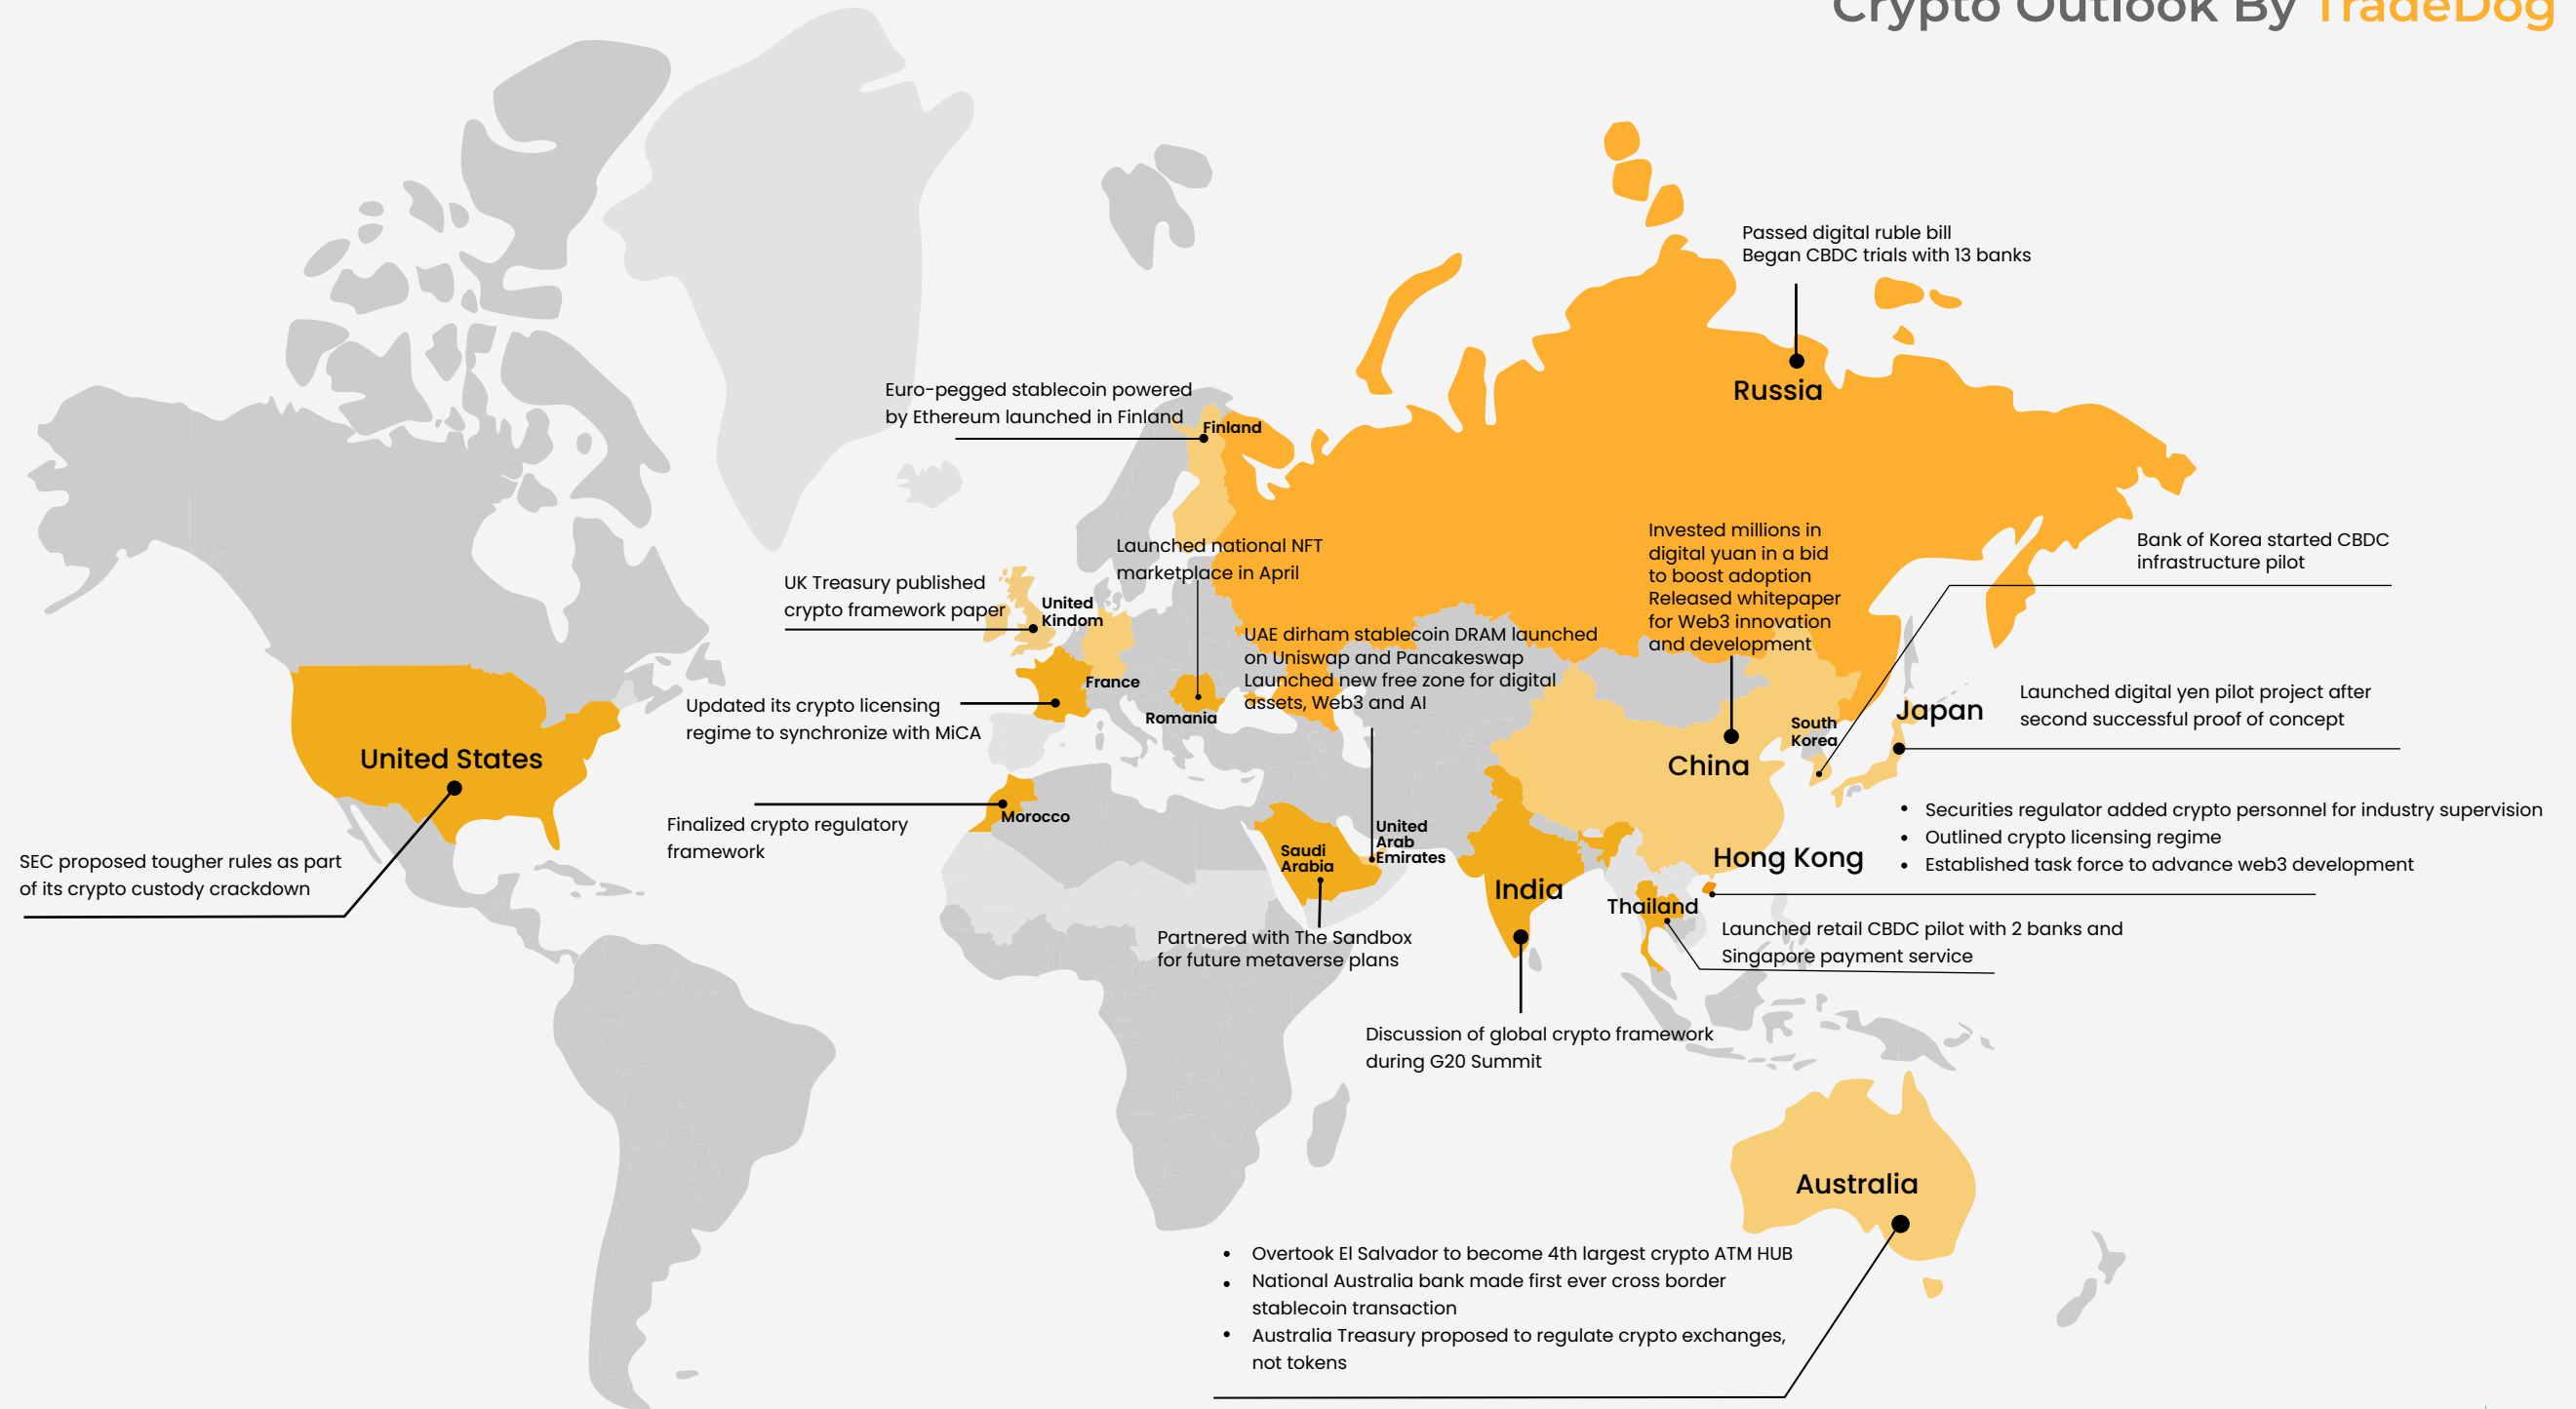 Crypto Outlook By TradeDog
Passed digital ruble bill
Began CBDC trials with 13 banks
Russia
Euro-pegged stablecoin powered
by Ethereum launched in Finland
Finland
Launched national NFT
marketplace in April
Romania
UK Treasury published
crypto framework paper
United
Kindom
Invested millions in
digital yuan in a bid
to boost adoption
Released whitepaper
for Web3 innovation
and development
China
Bank of Korea started CBDC
infrastructure pilot
South
Korea
UAE dirham stablecoin DRAM launched
on Uniswap and Pancakeswap
Launched new free zone for digital
assets, Web3 and AI
United
Arab
Emirates
Updated its crypto licensing
regime to synchronize with MiCA
France
Launched digital yen pilot project after
second successful proof of concept
Japan
United States
SEC proposed tougher rules as part
of its crypto custody crackdown
Finalized crypto regulatory
framework
Morocco
Saudi
Arabia
Partnered with The Sandbox
for future metaverse plans
India
Discussion of global crypto framework
during G20 Summit
Hong Kong
• Securities regulator added crypto personnel for industry supervision
• Outlined crypto licensing regime
• Established task force to advance web3 development
Thailand
Launched retail CBDC pilot with 2 banks and
Singapore payment service
Australia
• Overtook El Salvador to become 4th largest crypto ATM HUB
• National Australia bank made first ever cross border
stablecoin transaction
• Australia Treasury proposed to regulate crypto exchanges,
not tokens